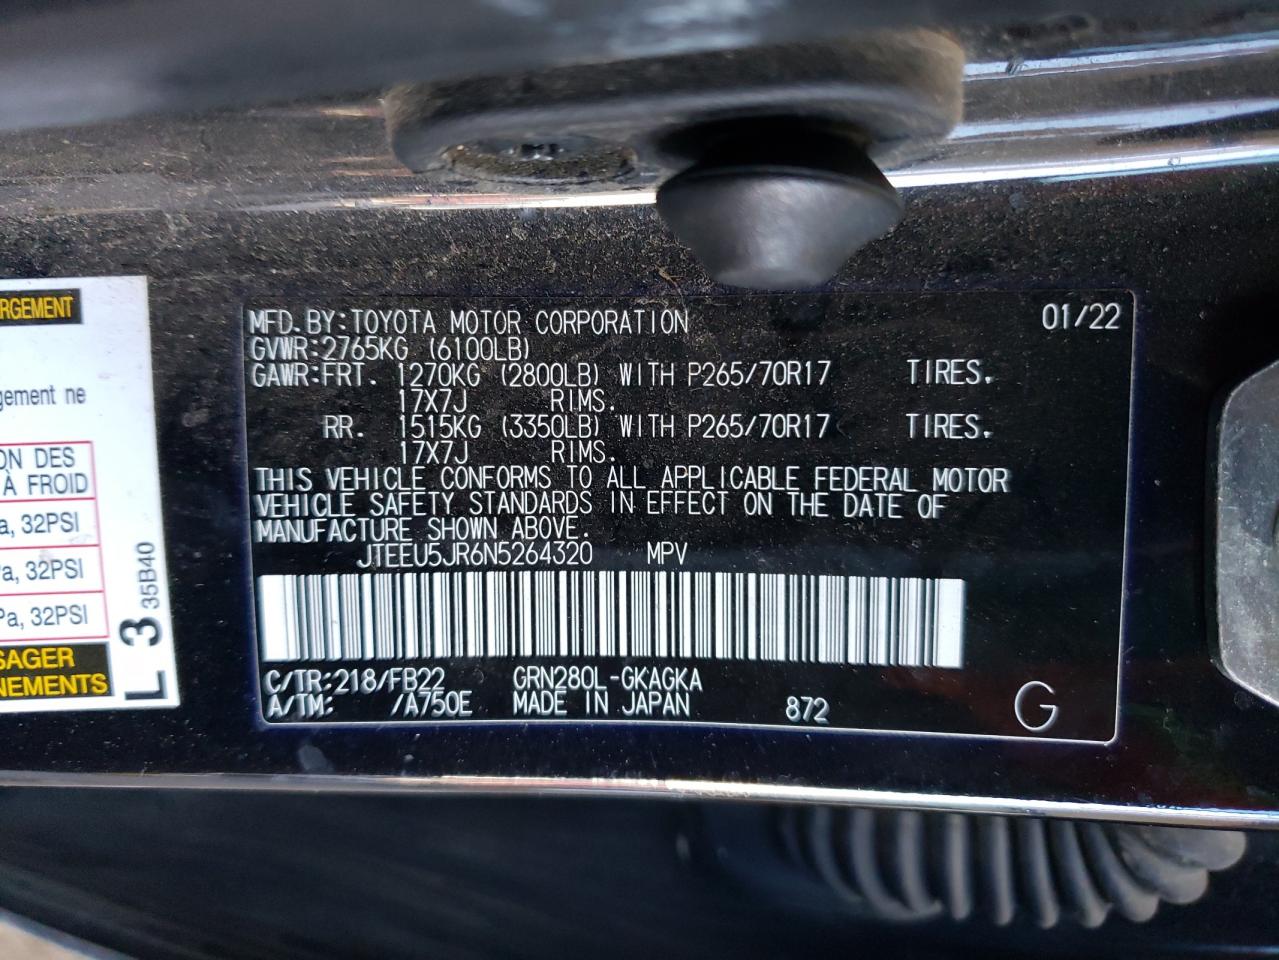 MFD.BY:TOYOTA MOTOR CORPORATION 01/22
GVWR:2765KG (6100LB)
GAWR:FRT. 1270KG (2800LB) WITH P265/70R17 TIRES.
17X7J RIMS.
RR. 1515KG (3350LB) WITH P265/70R17 TIRES.
17X7J RIMS.
THIS VEHICLE CONFORMS TO ALL APPLICABLE FEDERAL MOTOR
VEHICLE SAFETY STANDARDS IN EFFECT ON THE DATE OF
MANUFACTURE SHOWN ABOVE.
JTEEU5JR6N5264320 MPV
C/TR:218/FB22 GRN280L-GKAGKA
A/TM: /A750E MADE IN JAPAN 872 G
RGEMENT
gement ne
ON DES
À FROID
a, 32PSI
Pa, 32PSI
Pa, 32PSI
SAGER
NEMENTS
L 3 35B40